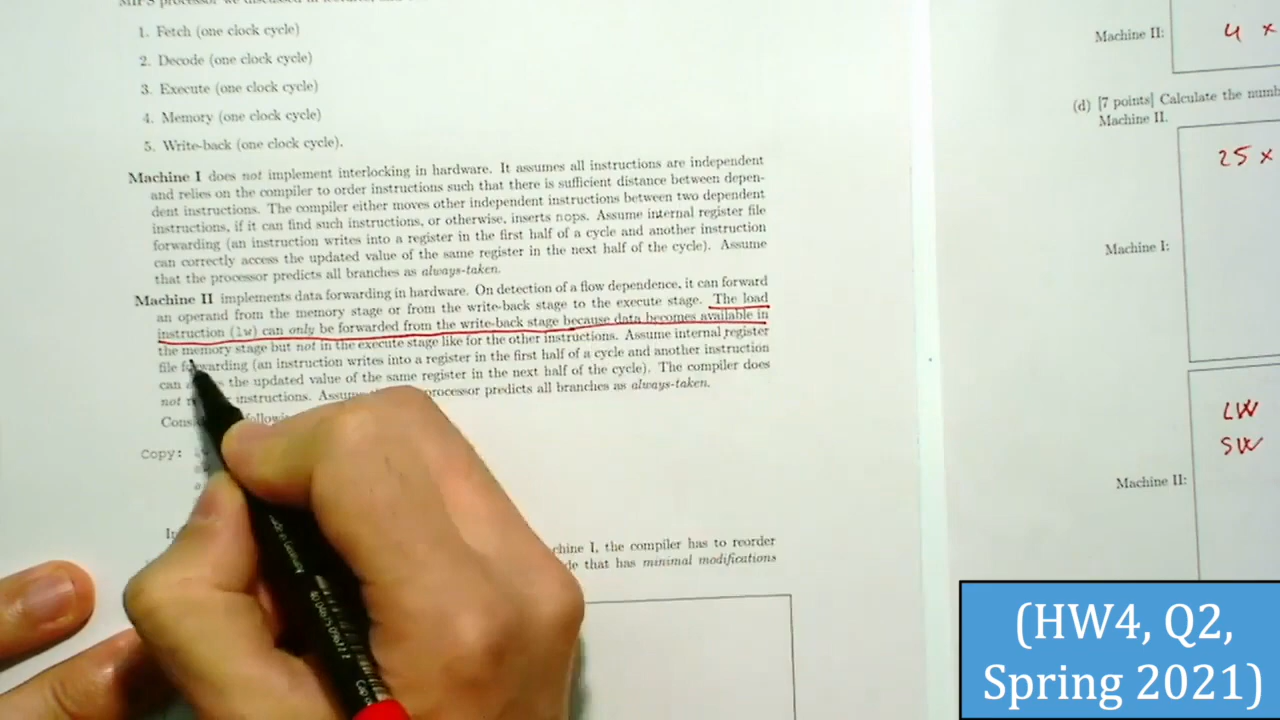 MIPS processor we discussed in lectures, and
1. Fetch (one clock cycle)
2. Decode (one clock cycle)
3. Execute (one clock cycle)
4. Memory (one clock cycle)
5. Write-back (one clock cycle).
Machine I does not implement interlocking in hardware. It assumes all instructions are independent
and relies on the compiler to order instructions such that there is sufficient distance between depen-
dent instructions. The compiler either moves other independent instructions between two dependent
instructions, if it can find such instructions, or otherwise, inserts nops. Assume internal register file
forwarding (an instruction writes into a register in the first half of a cycle and another instruction
can correctly access the updated value of the same register in the next half of the cycle). Assume
that the processor predicts all branches as always-taken.
Machine II implements data forwarding in hardware. On detection of a flow dependence, it can forward
an operand from the memory stage or from the write-back stage to the execute stage. The load
instruction (lw) can only be forwarded from the write-back stage because data becomes available in
the memory stage but not in the execute stage like for the other instructions. Assume internal register
file forwarding (an instruction writes into a register in the first half of a cycle and another instruction
can the updated value of the same register in the next half of the cycle). The compiler does
not instructions. processor predicts all branches as always-taken.
Copy:
chine I, the compiler has to reorder
de that has minimal modifications
Machine II:
4 x
(d) [7 points] Calculate the
Machine II.
25 x
Machine I:
LW
SW
Machine II:
(HW4, Q2,
Spring 2021)